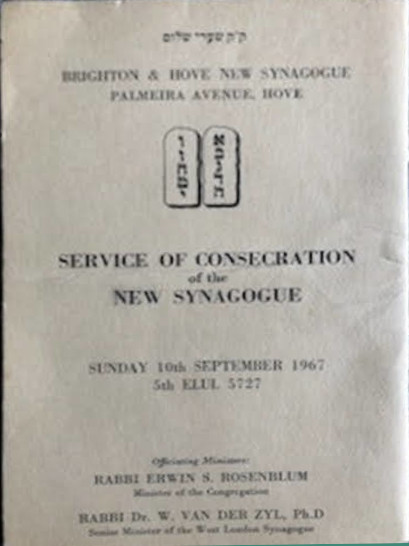 ק״ק שערי שלום
BRIGHTON & HOVE NEW SYNAGOGUE
PALMEIRA AVENUE, HOVE
א ו
ב ז
ג ח
ד ט
ה י
SERVICE OF CONSECRATION
of the
NEW SYNAGOGUE
SUNDAY 10th SEPTEMBER 1967
5th ELUL 5727
Officiating Ministers:
RABBI ERWIN S. ROSENBLUM
Minister of the Congregation
RABBI Dr. W. VAN DER ZYL, Ph.D
Senior Minister of the West London Synagogue